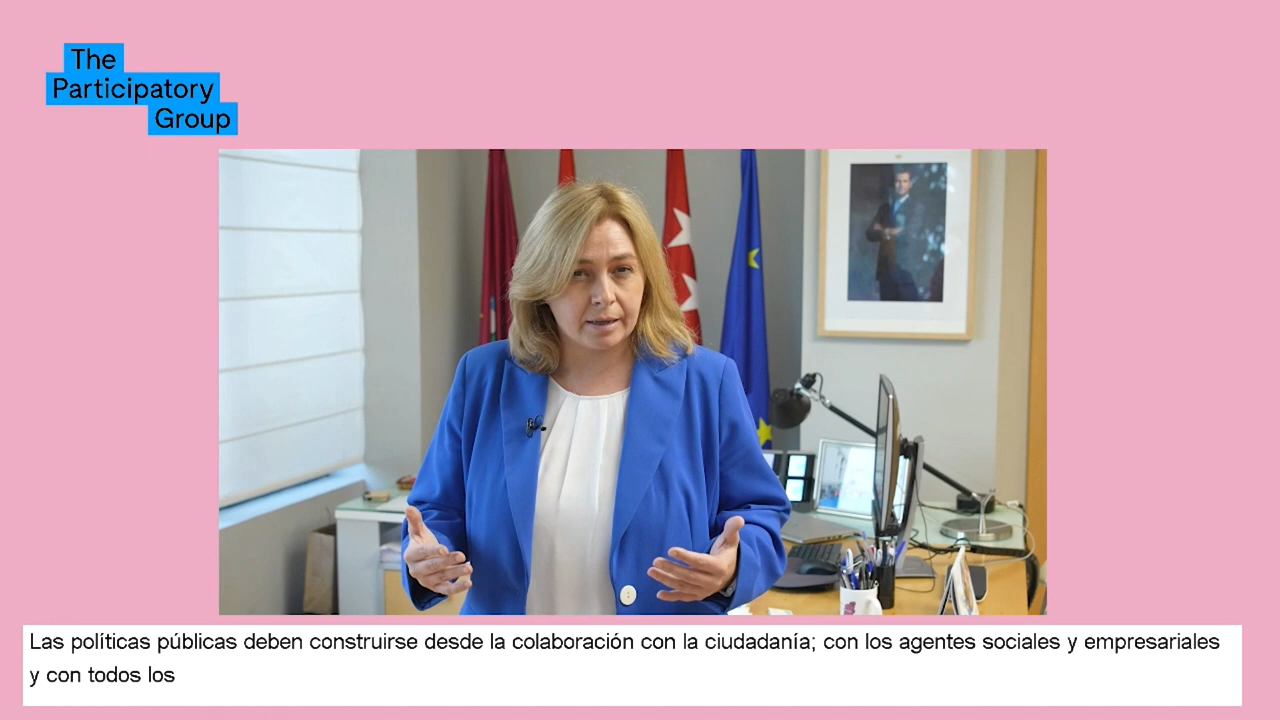 The
Participatory
Group
Las políticas públicas deben construirse desde la colaboración con la ciudadanía; con los agentes sociales y empresariales
y con todos los